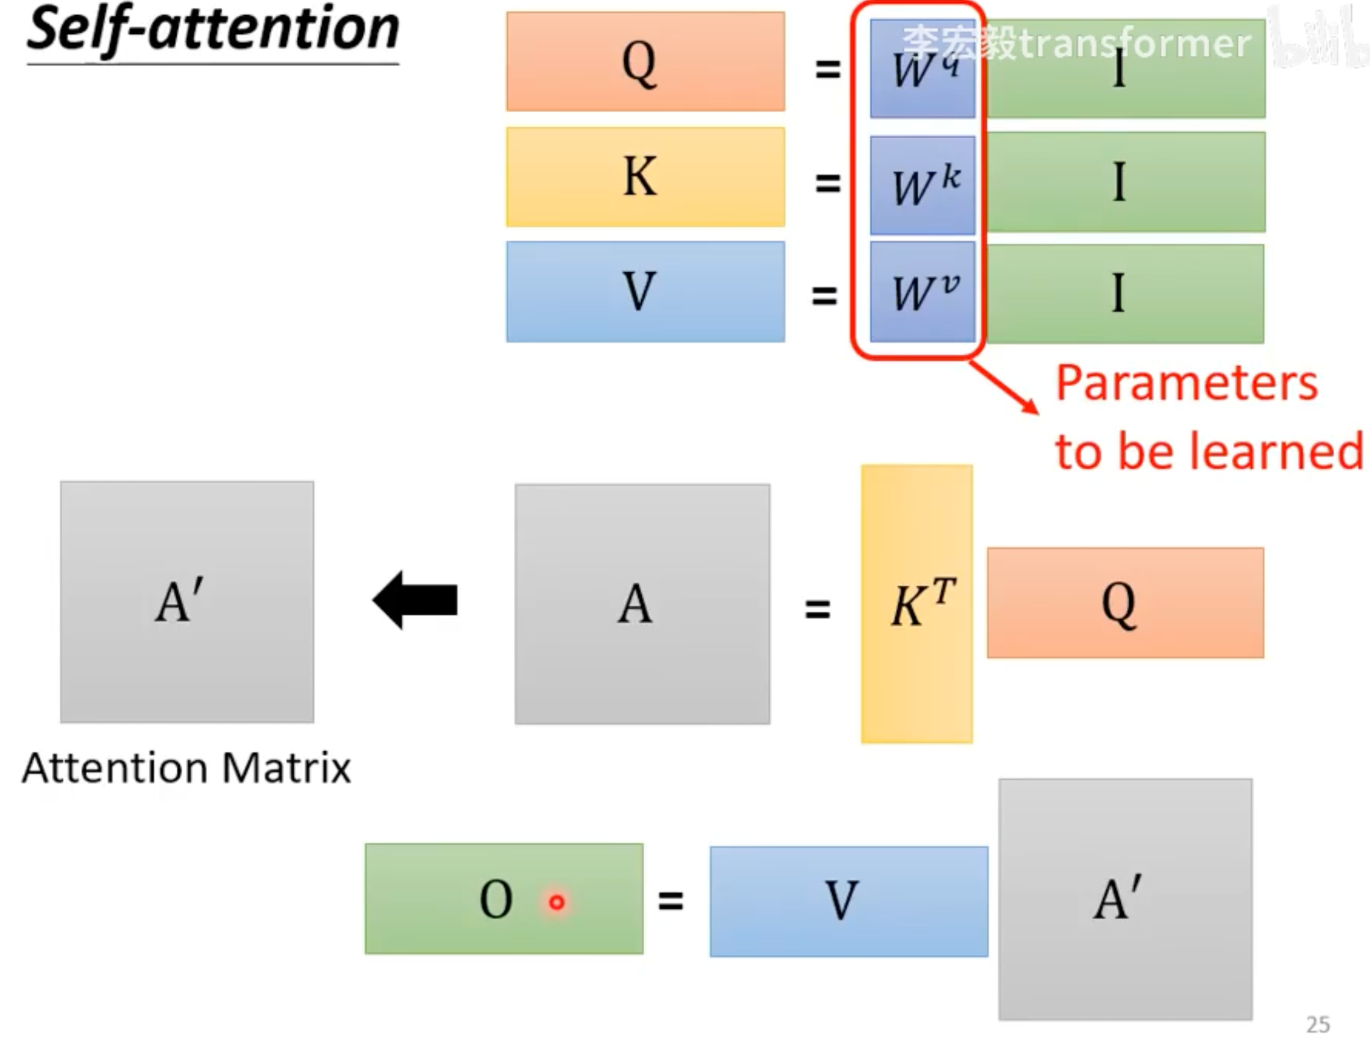 Self-attention
李宏毅transformer
bilibili
Q = W^q I
K = W^k I
V = W^v I
Parameters
to be learned
A′ A = K^T Q
Attention Matrix
O = V A′
25